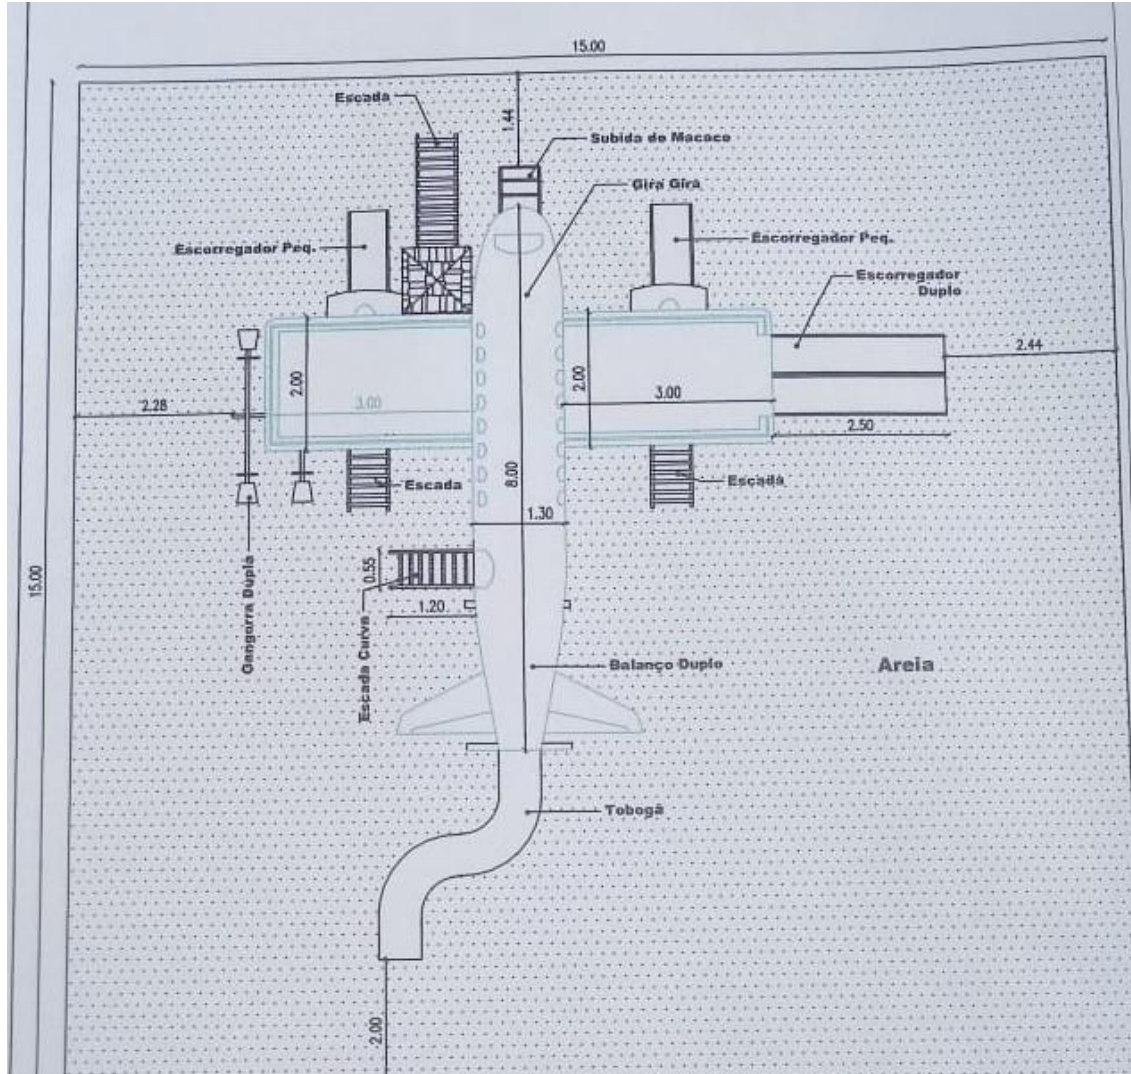 15.00
Escada
1.44
Subida do Macaco
Gira Gira
Escorregador Peq.
Escorregador Peq.
Escorregador
Duplo
2.44
2.00
2.00
3.00
3.00
2.28
2.50
Escada
8.00
Escada
1.30
15.00
0.55
1.20
Gangorra Dupla
Escada Curva
Balanço Duplo
Areia
Tobogã
2.00